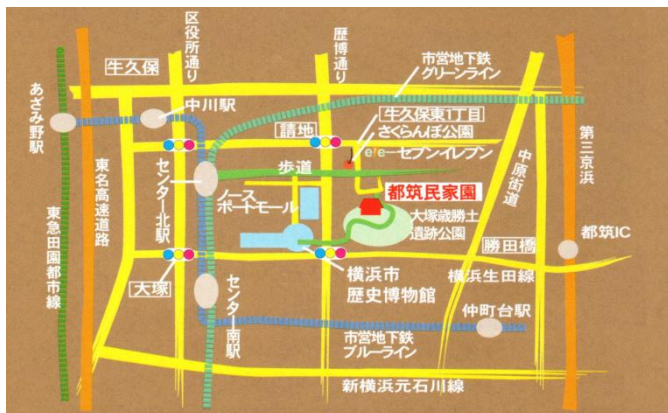 区役所通り
歴博通り
牛久保
市営地下鉄
グリーンライン
あざみ野駅
中川駅
請地
牛久保東1丁目
さくらんぼ公園
セブンイレブン
歩道
第三京浜
中原街道
東名高速道路
センター北駅
ノース
ポートモール
都筑民家園
大塚歳勝土
遺跡公園
都筑IC
勝田橋
東急田園都市線
大塚
横浜市
歴史博物館
横浜生田線
センター南駅
仲町台駅
市営地下鉄
ブルーライン
新横浜元石川線